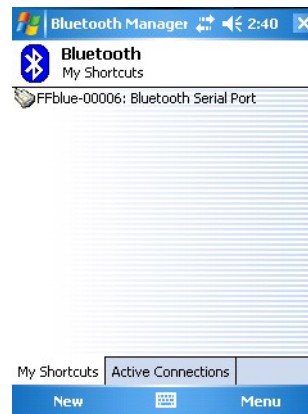 Bluetooth Manager 2:40
Bluetooth
My Shortcuts
FFblue-00006: Bluetooth Serial Port
My Shortcuts Active Connections
New Menu